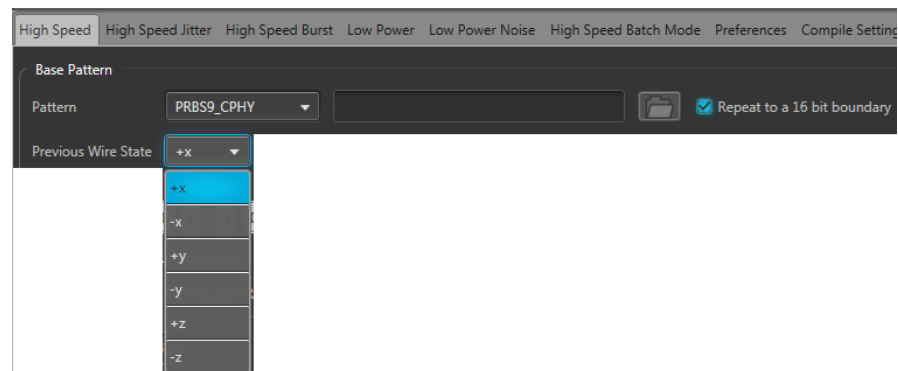 High Speed High Speed Jitter High Speed Burst Low Power Low Power Noise High Speed Batch Mode Preferences Compile Setting
Base Pattern
Pattern PRBS9_CPHY Repeat to a 16 bit boundary
Previous Wire State +x
+x
-x
+y
-y
+z
-z